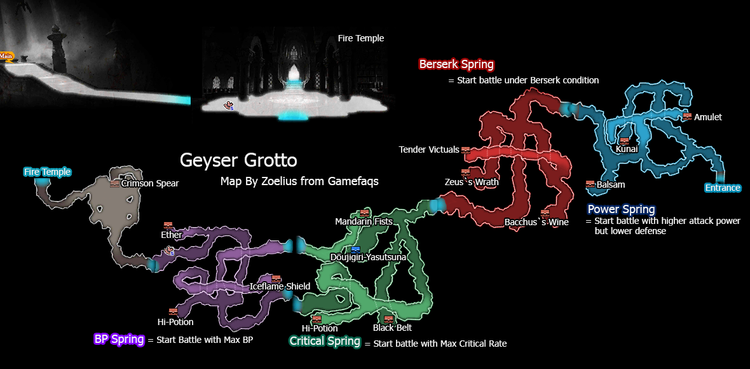 Main
Fire Temple
Berserk Spring
= Start battle under Berserk condition
Amulet
Kunai
Tender Victuals
Geyser Grotto
Fire Temple
Crimson Spear
Map By Zoelius from Gamefaqs
Zeus`s Wrath
Balsam
Entrance
Power Spring
= Start battle with higher attack power
but lower defense
Bacchus`s Wine
Mandarin Fists
Ether
Doujigiri-Yasutsuna
Iceflame Shield
Hi-Potion
Hi-Potion
Black Belt
BP Spring = Start Battle with Max BP
Critical Spring = Start battle with Max Critical Rate